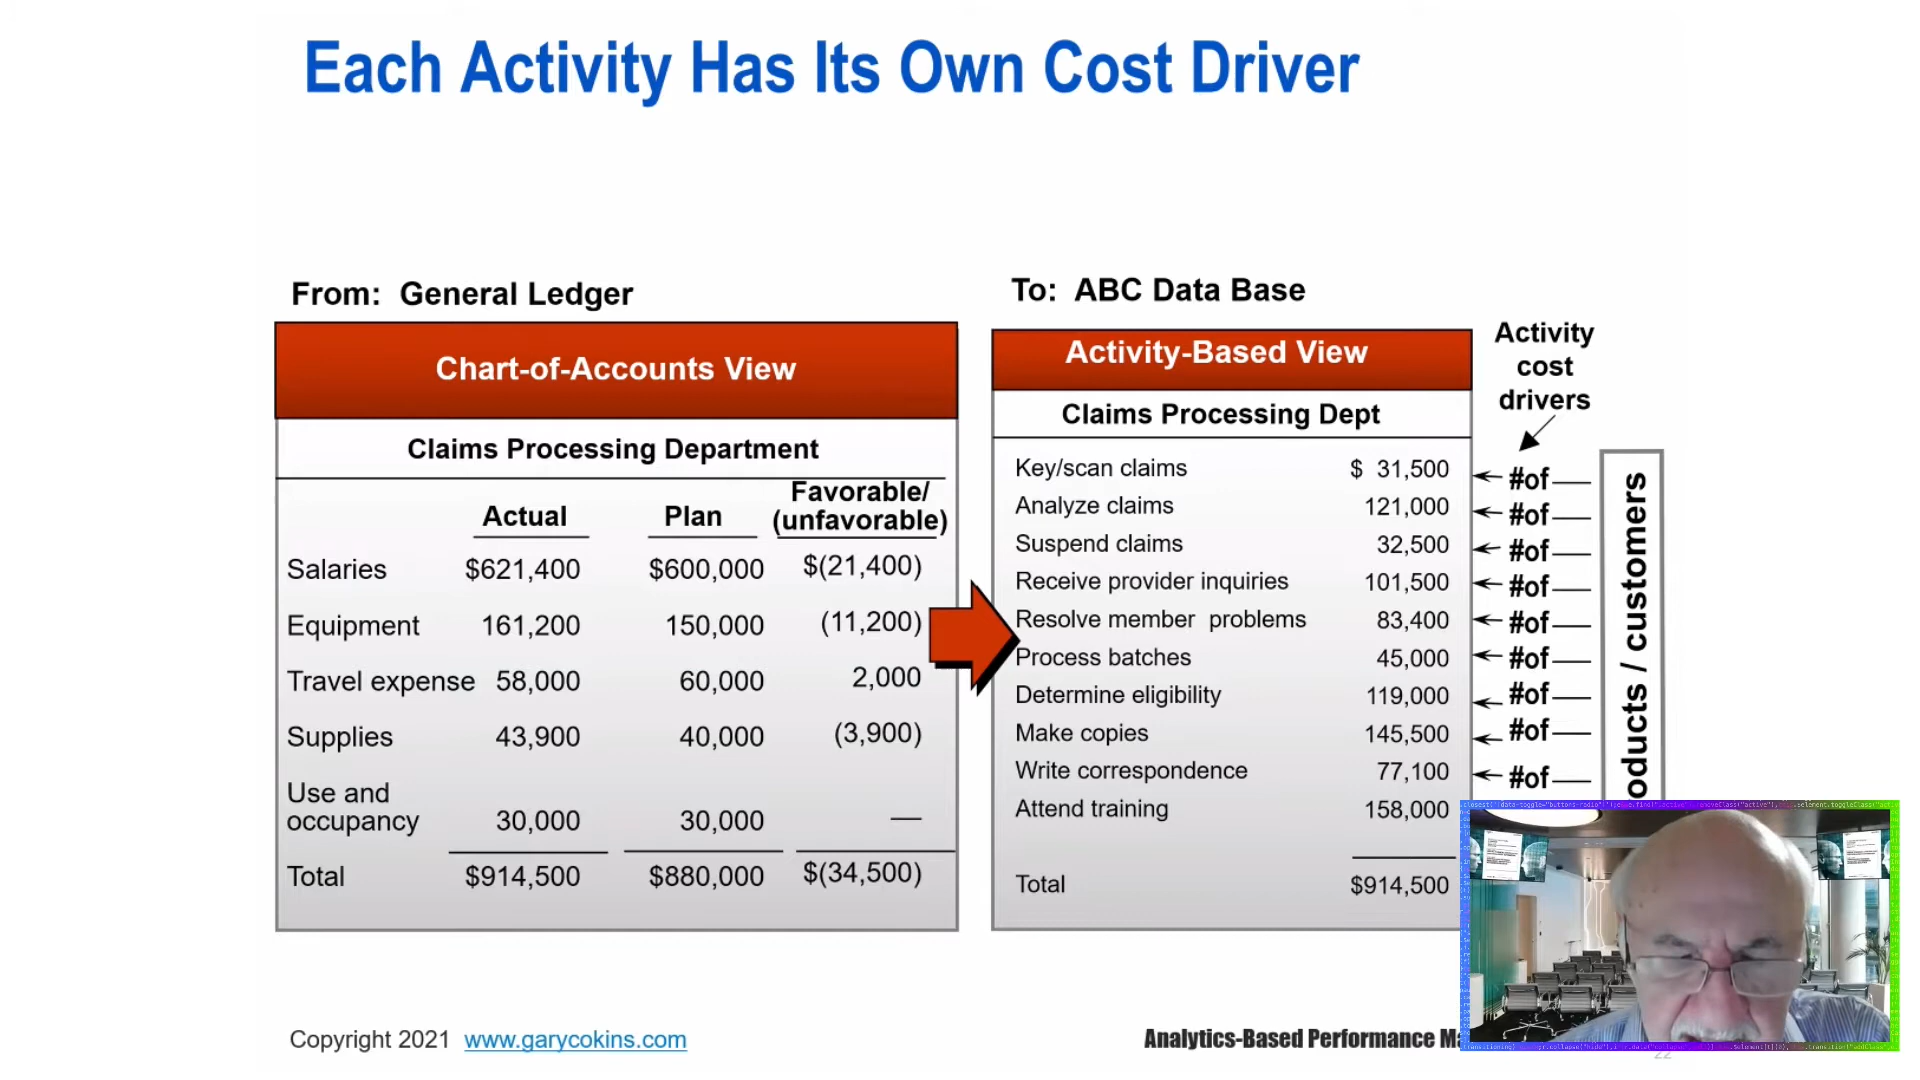 Each Activity Has Its Own Cost Driver
From: General Ledger
Chart-of-Accounts View
Claims Processing Department
Actual Plan Favorable/ (unfavorable)
Salaries $621,400 $600,000 $(21,400)
Equipment 161,200 150,000 (11,200)
Travel expense 58,000 60,000 2,000
Supplies 43,900 40,000 (3,900)
Use and
occupancy 30,000 30,000 —
Total $914,500 $880,000 $(34,500)
To: ABC Data Base
Activity-Based View
Claims Processing Dept
Key/scan claims $ 31,500
Analyze claims 121,000
Suspend claims 32,500
Receive provider inquiries 101,500
Resolve member problems 83,400
Process batches 45,000
Determine eligibility 119,000
Make copies 145,500
Write correspondence 77,100
Attend training 158,000
Total $914,500
Activity
cost
drivers
#of
#of
#of
#of
#of
#of
#of
#of
#of
oducts / customers
Copyright 2021 www.garycokins.com
Analytics-Based Performance Ma
22